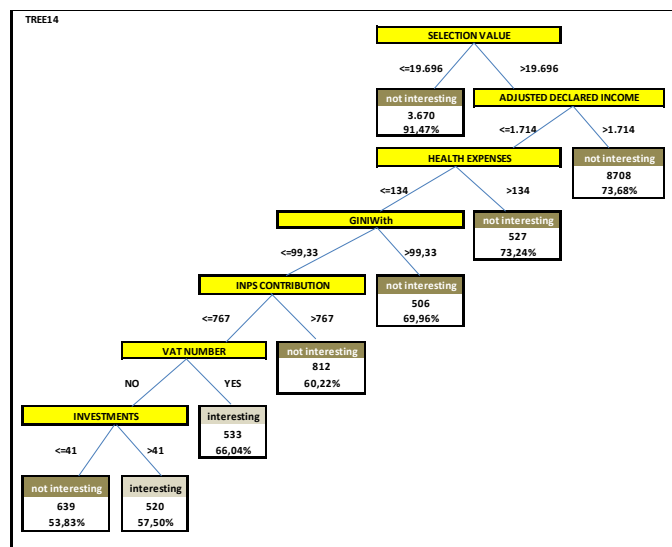 TREE14
SELECTION VALUE
<=19.696
>19.696
not interesting
3.670
91,47%
ADJUSTED DECLARED INCOME
<=1.714
>1.714
HEALTH EXPENSES
not interesting
8708
73,68%
<=134
>134
GINIWith
not interesting
527
73,24%
<=99,33
>99,33
INPS CONTRIBUTION
not interesting
506
69,96%
<=767
>767
VAT NUMBER
not interesting
812
60,22%
NO
YES
INVESTMENTS
interesting
533
66,04%
<=41
>41
not interesting
639
53,83%
interesting
520
57,50%